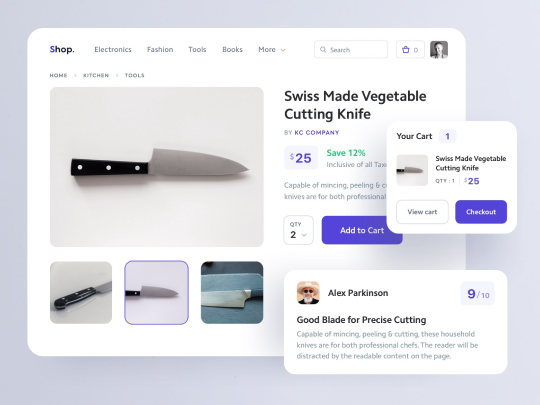 Shop.
Electronics
Fashion
Tools
Books
More
Search
0
HOME
KITCHEN
TOOLS
Swiss Made Vegetable
Cutting Knife
BY KC COMPANY
$25
Save 12%
Inclusive of all Tax
Capable of mincing, peeling & c
knives are for both professional
QTY
2
Add to Cart
Your Cart 1
Swiss Made Vegetable
Cutting Knife
QTY : 1 $25
View cart
Checkout
Alex Parkinson
9/10
Good Blade for Precise Cutting
Capable of mincing, peeling & cutting, these household
knives are for both professional chefs. The reader will be
distracted by the readable content on the page.